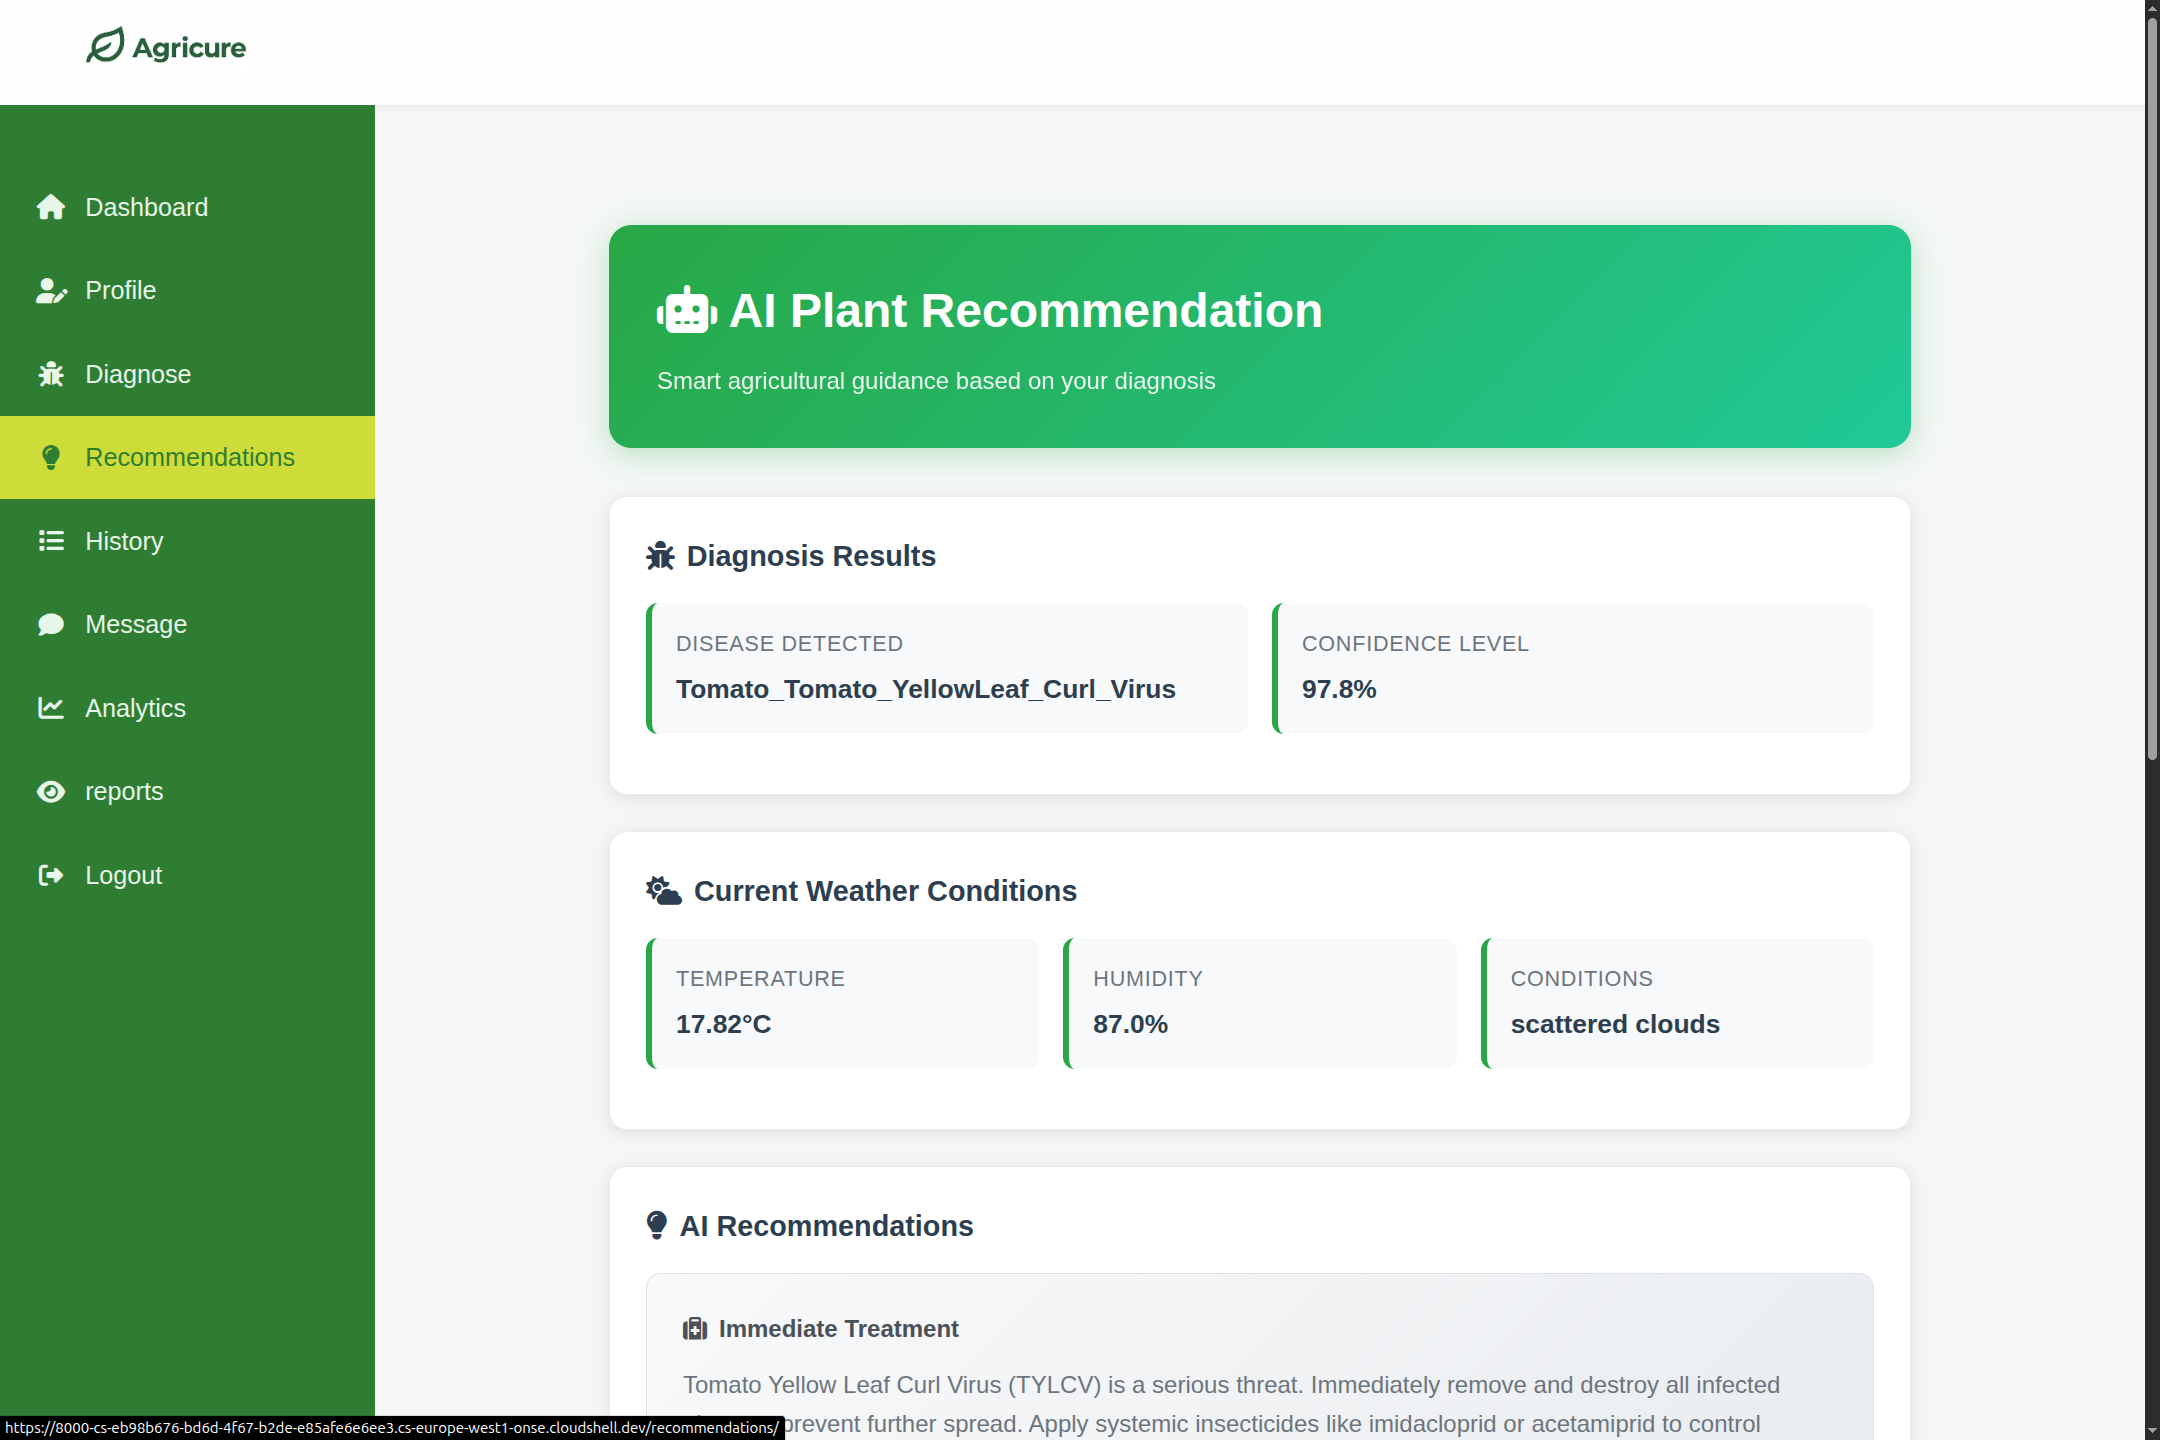 Agricure
Dashboard
Profile
Diagnose
Recommendations
History
Message
Analytics
reports
Logout
AI Plant Recommendation
Smart agricultural guidance based on your diagnosis
Diagnosis Results
DISEASE DETECTED
Tomato_Tomato_YellowLeaf_Curl_Virus
CONFIDENCE LEVEL
97.8%
Current Weather Conditions
TEMPERATURE
17.82°C
HUMIDITY
87.0%
CONDITIONS
scattered clouds
AI Recommendations
Immediate Treatment
Tomato Yellow Leaf Curl Virus (TYLCV) is a serious threat. Immediately remove and destroy all infected
prevent further spread. Apply systemic insecticides like imidacloprid or acetamiprid to control
https://8000-cs-eb98b676-bd6d-4f67-b2de-e85afe6e6ee3.cs-europe-west1-onse.cloudshell.dev/recommendations/